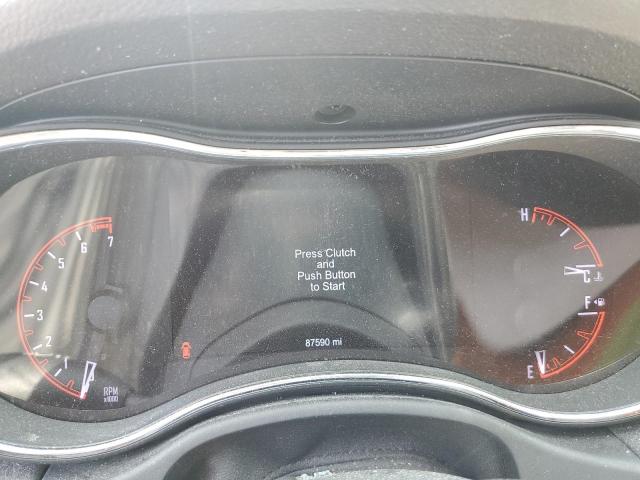 Press Clutch
and
Push Button
to Start
87590 mi
7
6
5
4
3
2
1
RPM
x1000
H
C
F
E